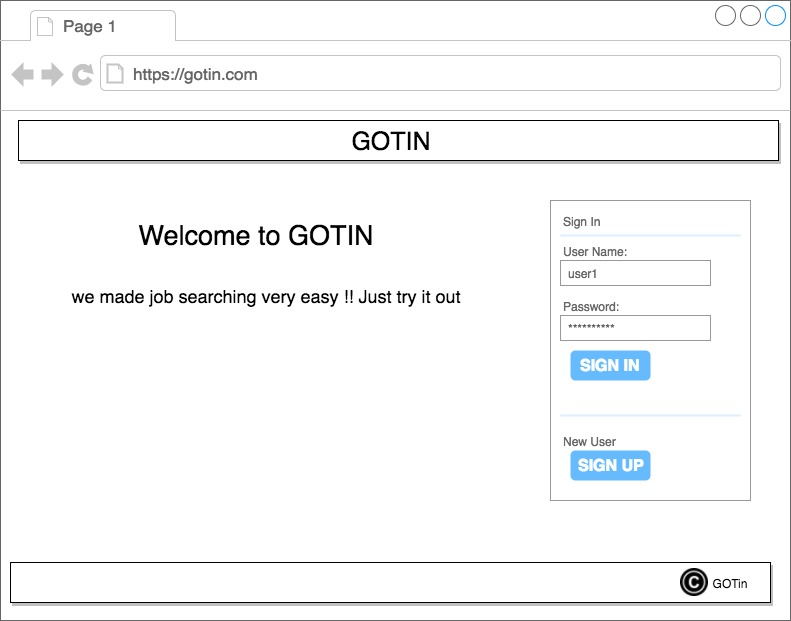 Page 1
https://gotin.com
GOTIN
Welcome to GOTIN
we made job searching very easy !! Just try it out
Sign In
User Name:
user1
Password:
**********
SIGN IN
New User
SIGN UP
© GOTin